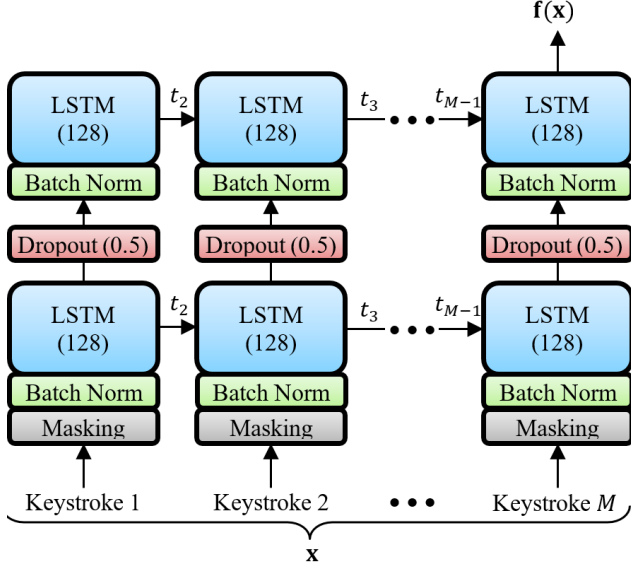 f(x)
LSTM (128) t₂ LSTM (128) t₃ ••• t_{M−1} LSTM (128)
Batch Norm Batch Norm Batch Norm
Dropout (0.5) Dropout (0.5) Dropout (0.5)
LSTM (128) t₂ LSTM (128) t₃ ••• t_{M−1} LSTM (128)
Batch Norm Batch Norm Batch Norm
Masking Masking Masking
Keystroke 1 Keystroke 2 ••• Keystroke M
x